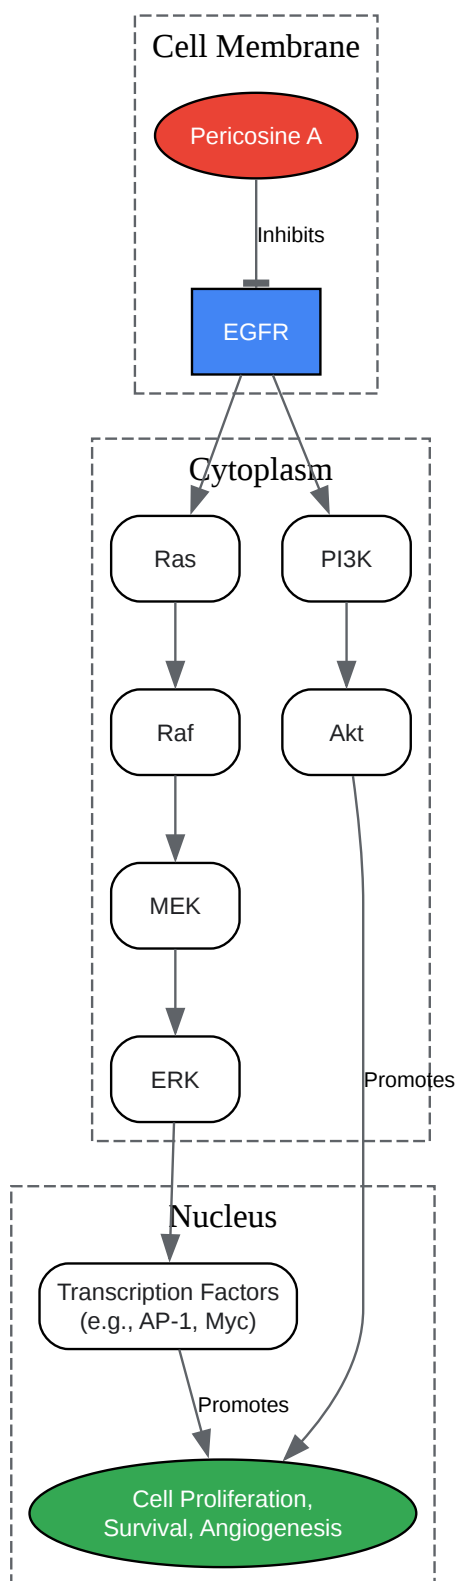 Cell Membrane
Pericosine A
Inhibits
EGFR
Cytoplasm
Ras
PI3K
Raf
Akt
MEK
ERK
Promotes
Nucleus
Transcription Factors
(e.g., AP-1, Myc)
Promotes
Cell Proliferation,
Survival, Angiogenesis